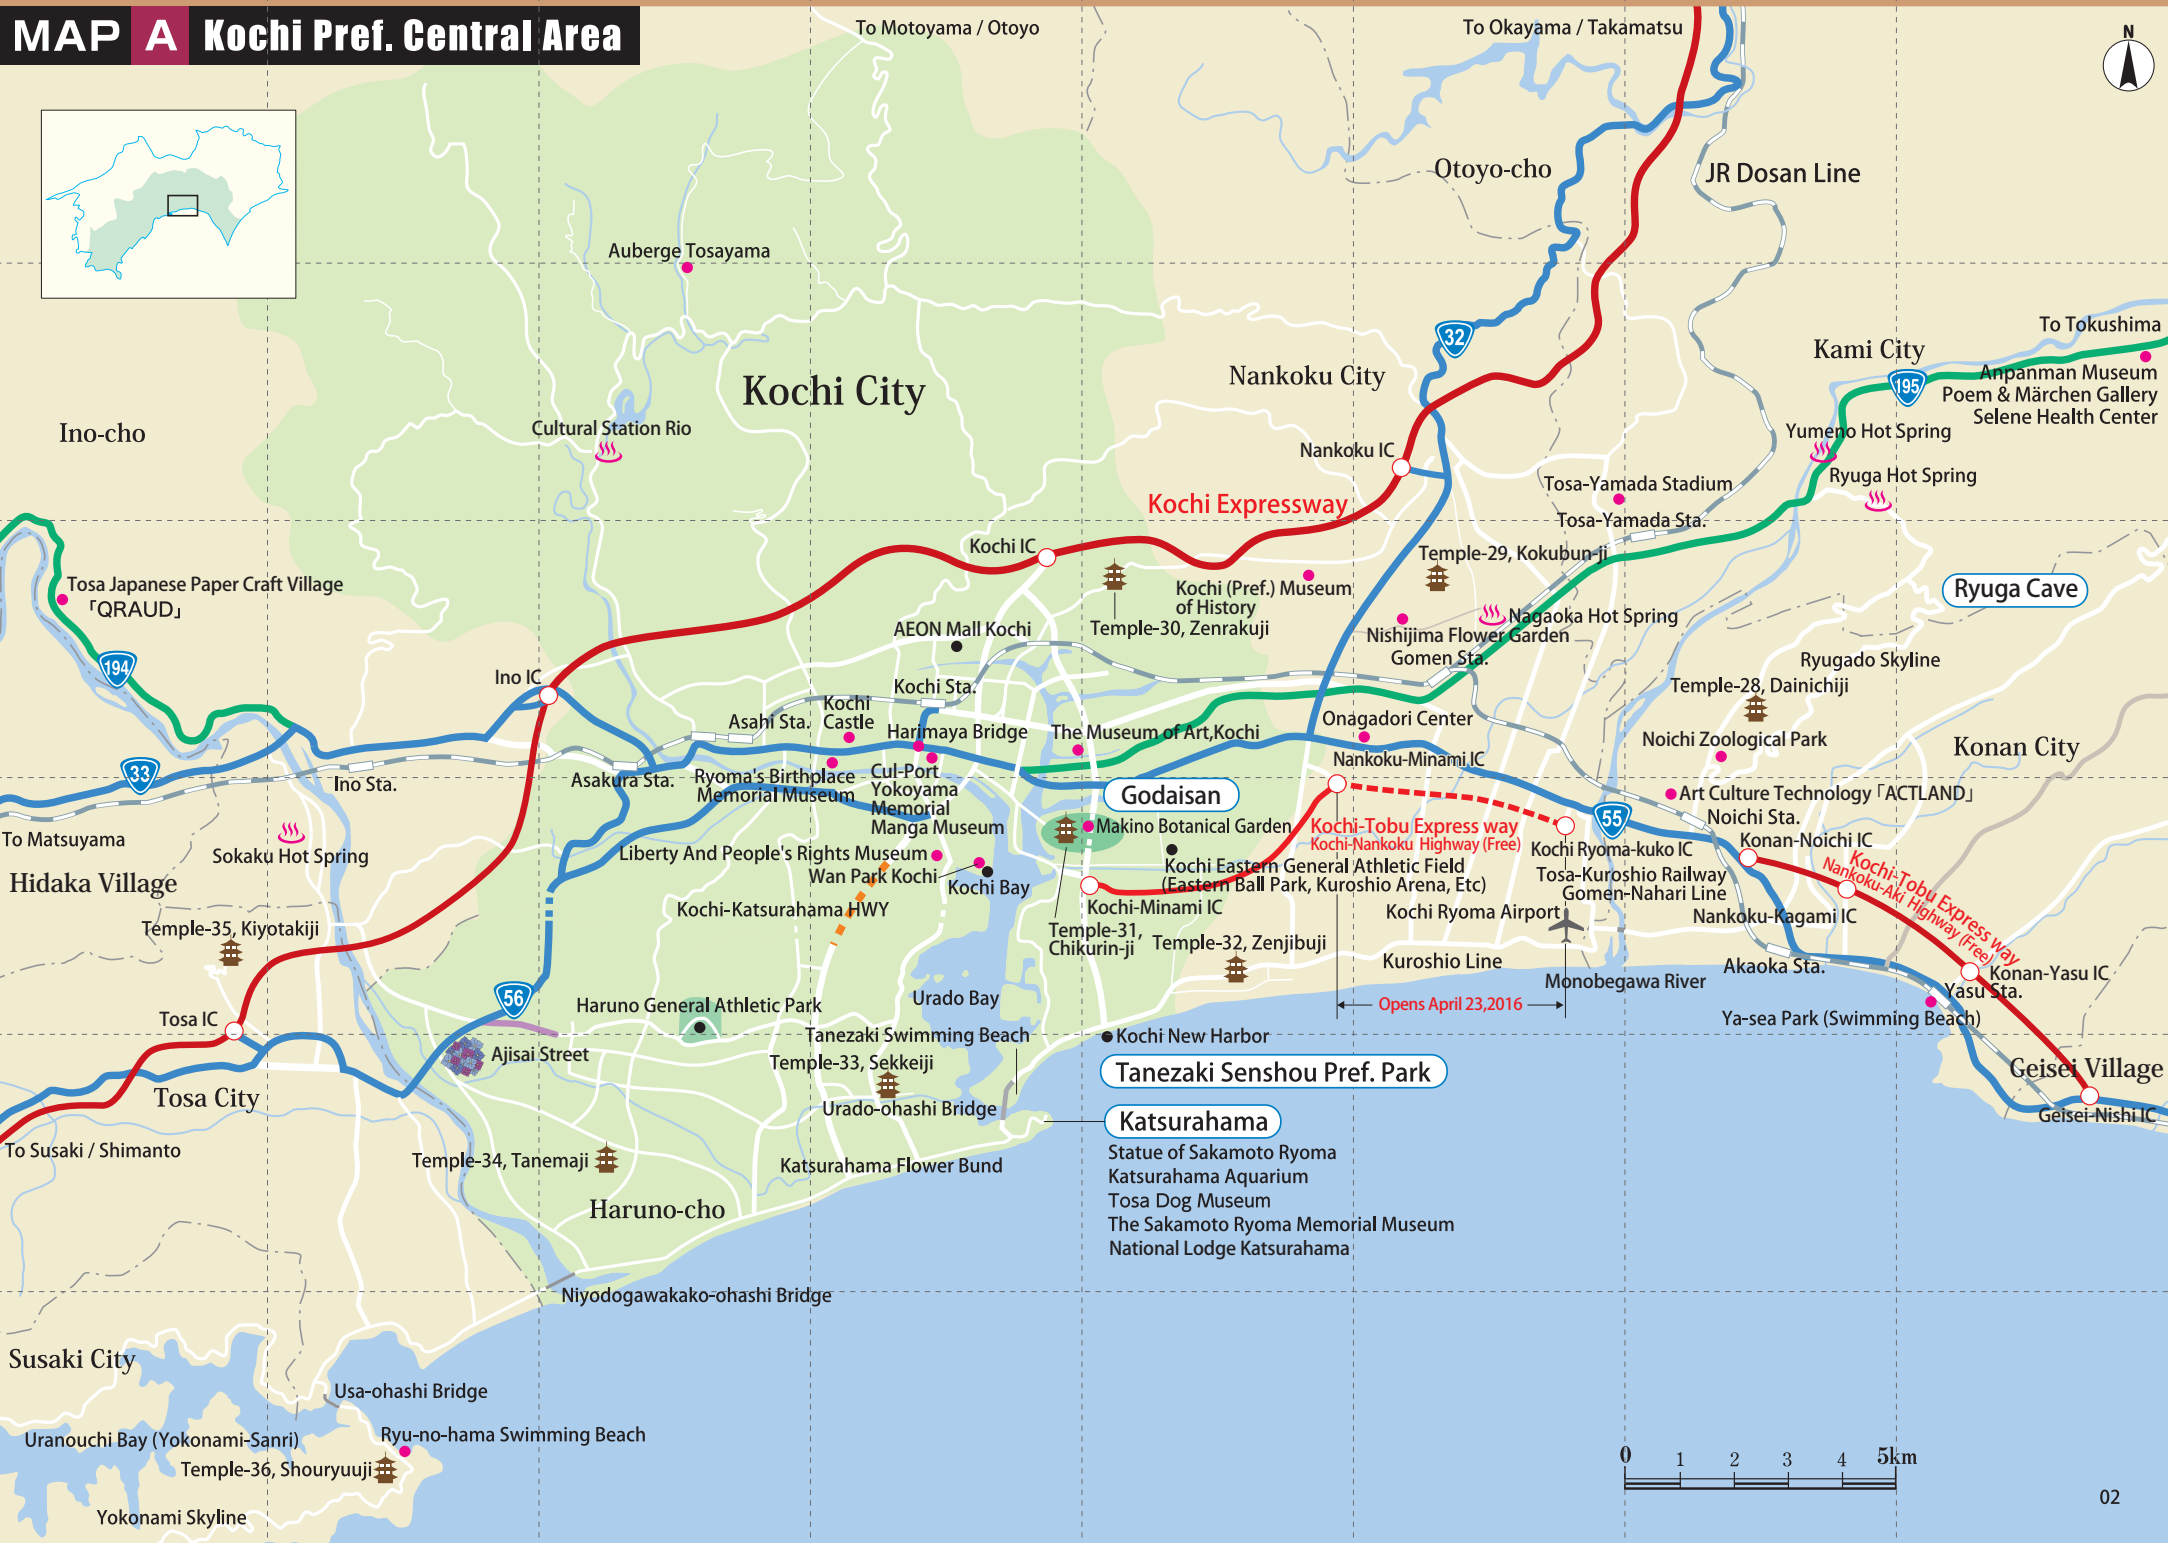 MAP A Kochi Pref. Central Area
To Motoyama / Otoyo
To Okayama / Takamatsu
N
Otoyo-cho
JR Dosan Line
Auberge Tosayama
32
To Tokushima
Kami City
195
Anpanman Museum
Poem & Märchen Gallery
Selene Health Center
Nankoku City
Kochi City
Ino-cho
Cultural Station Rio
Yumeno Hot Spring
Nankoku IC
Ryuga Hot Spring
Tosa-Yamada Stadium
Kochi Expressway
Tosa-Yamada Sta.
Kochi IC
Temple-29, Kokubun-ji
Tosa Japanese Paper Craft Village
「QRAUD」
Kochi (Pref.) Museum
of History
Ryuga Cave
Temple-30, Zenrakuji
AEON Mall Kochi
Nagaoka Hot Spring
Nishijima Flower Garden
Gomen Sta.
194
Ryugado Skyline
Ino IC
Kochi Sta.
Temple-28, Dainichiji
Kochi
Castle
Asahi Sta.
Harimaya Bridge
The Museum of Art,Kochi
Onagadori Center
Noichi Zoological Park
Konan City
Nankoku-Minami IC
33
Ino Sta.
Asakura Sta.
Ryoma's Birthplace
Memorial Museum
Cul-Port
Yokoyama
Memorial
Manga Museum
Godaisan
Art Culture Technology「ACTLAND」
Noichi Sta.
55
To Matsuyama
Makino Botanical Garden
Kochi-Tobu Express way
Kochi-Nankoku Highway (Free)
Konan-Noichi IC
Sokaku Hot Spring
Liberty And People's Rights Museum
Kochi Ryoma-kuko IC
Wan Park Kochi
Kochi Bay
Kochi Eastern General Athletic Field
(Eastern Ball Park, Kuroshio Arena, Etc)
Tosa-Kuroshio Railway
Gomen-Nahari Line
Kochi-Tobu Express way
Nankoku-Aki Highway (Free)
Hidaka Village
Kochi-Minami IC
Kochi-Katsurahama HWY
Kochi Ryoma Airport
Nankoku-Kagami IC
Temple-35, Kiyotakiji
Temple-31,
Chikurin-ji
Temple-32, Zenjibuji
Kuroshio Line
Akaoka Sta.
Konan-Yasu IC
Monobegawa River
Yasu Sta.
56
Urado Bay
Haruno General Athletic Park
Opens April 23,2016
Ya-sea Park (Swimming Beach)
Tosa IC
Tanezaki Swimming Beach
Kochi New Harbor
Ajisai Street
Temple-33, Sekkeiji
Tanezaki Senshou Pref. Park
Geisei Village
Tosa City
Urado-ohashi Bridge
Katsurahama
Geisei-Nishi IC
To Susaki / Shimanto
Temple-34, Tanemaji
Katsurahama Flower Bund
Statue of Sakamoto Ryoma
Katsurahama Aquarium
Tosa Dog Museum
The Sakamoto Ryoma Memorial Museum
National Lodge Katsurahama
Haruno-cho
Niyodogawakako-ohashi Bridge
Susaki City
Usa-ohashi Bridge
Uranouchi Bay (Yokonami-Sanri)
Ryu-no-hama Swimming Beach
Temple-36, Shouryuuji
Yokonami Skyline
0 1 2 3 4 5km
02